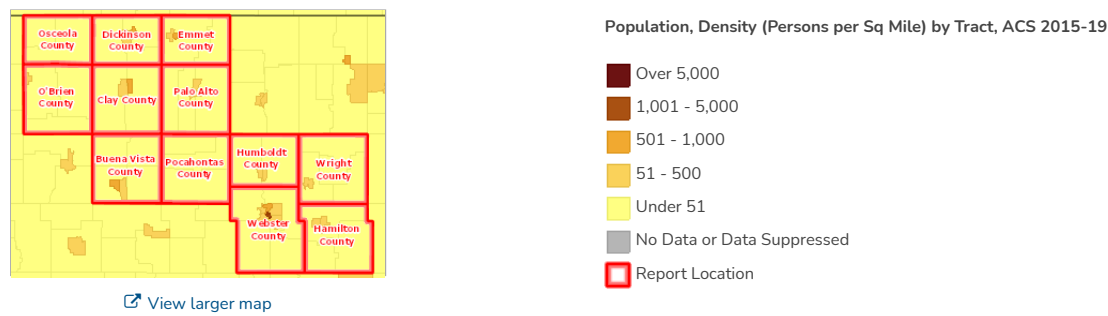 Osceola
County
Dickinson
County
Emmet
County
O'Brien
County
Clay County
Palo Alto
County
Buena Vista
County
Pocahontas
County
Humboldt
County
Wright
County
Webster
County
Hamilton
County
View larger map
Population, Density (Persons per Sq Mile) by Tract, ACS 2015-19
Over 5,000
1,001 - 5,000
501 - 1,000
51 - 500
Under 51
No Data or Data Suppressed
Report Location